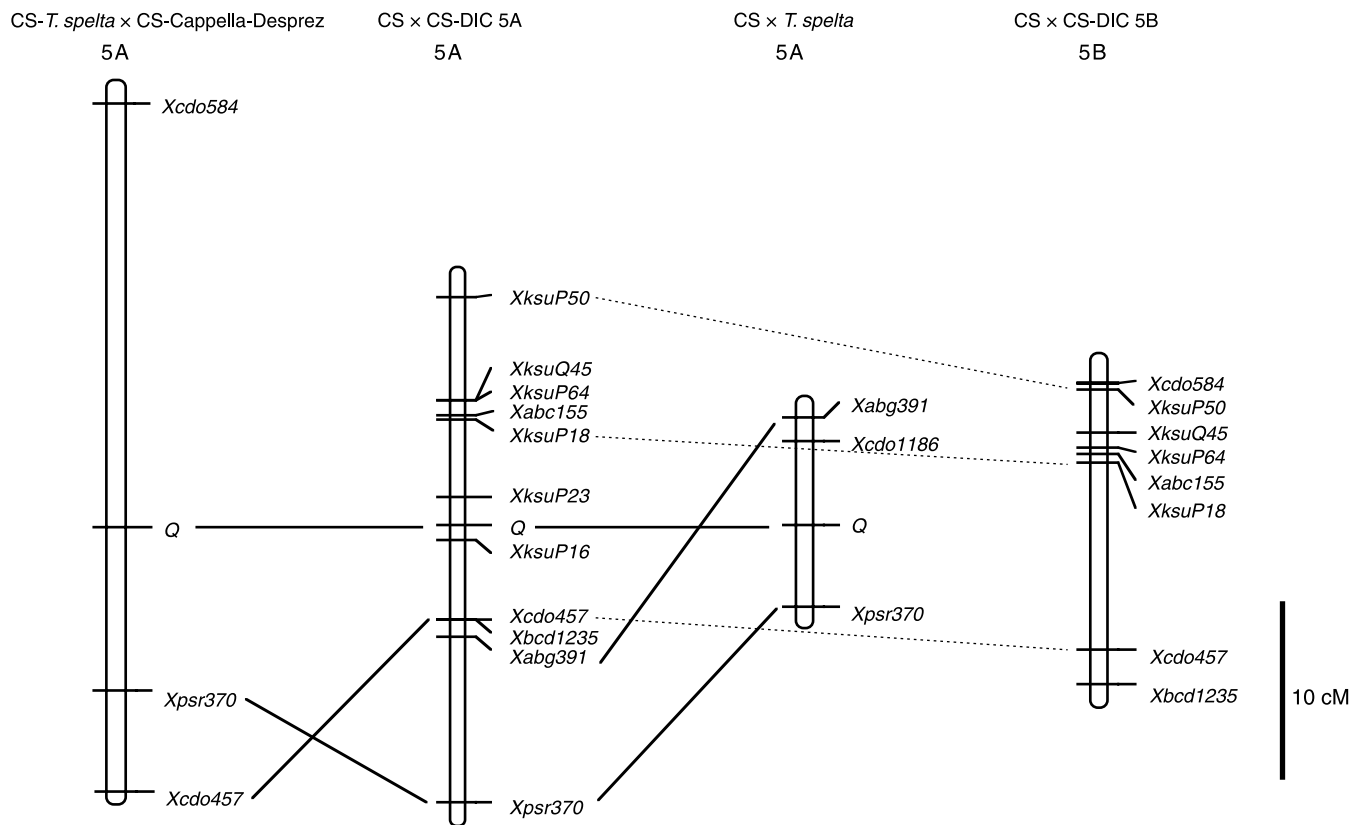 CS-T. spelta × CS-Cappella-Desprez
5A
Xcdo584
Q
Xpsr370
Xcdo457
CS × CS-DIC 5A
5A
XksuP50
XksuQ45
XksuP64
Xabc155
XksuP18
XksuP23
Q
XksuP16
Xcdo457
Xbcd1235
Xabg391
Xpsr370
CS × T. spelta
5A
Xabg391
Xcdo1186
Q
Xpsr370
CS × CS-DIC 5B
5B
Xcdo584
XksuP50
XksuQ45
XksuP64
Xabc155
XksuP18
Xcdo457
Xbcd1235
10 cM